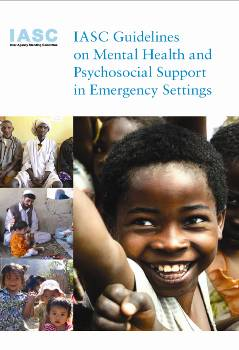 IASC
Inter-Agency Standing Committee
IASC Guidelines
on Mental Health and
Psychosocial Support
in Emergency Settings